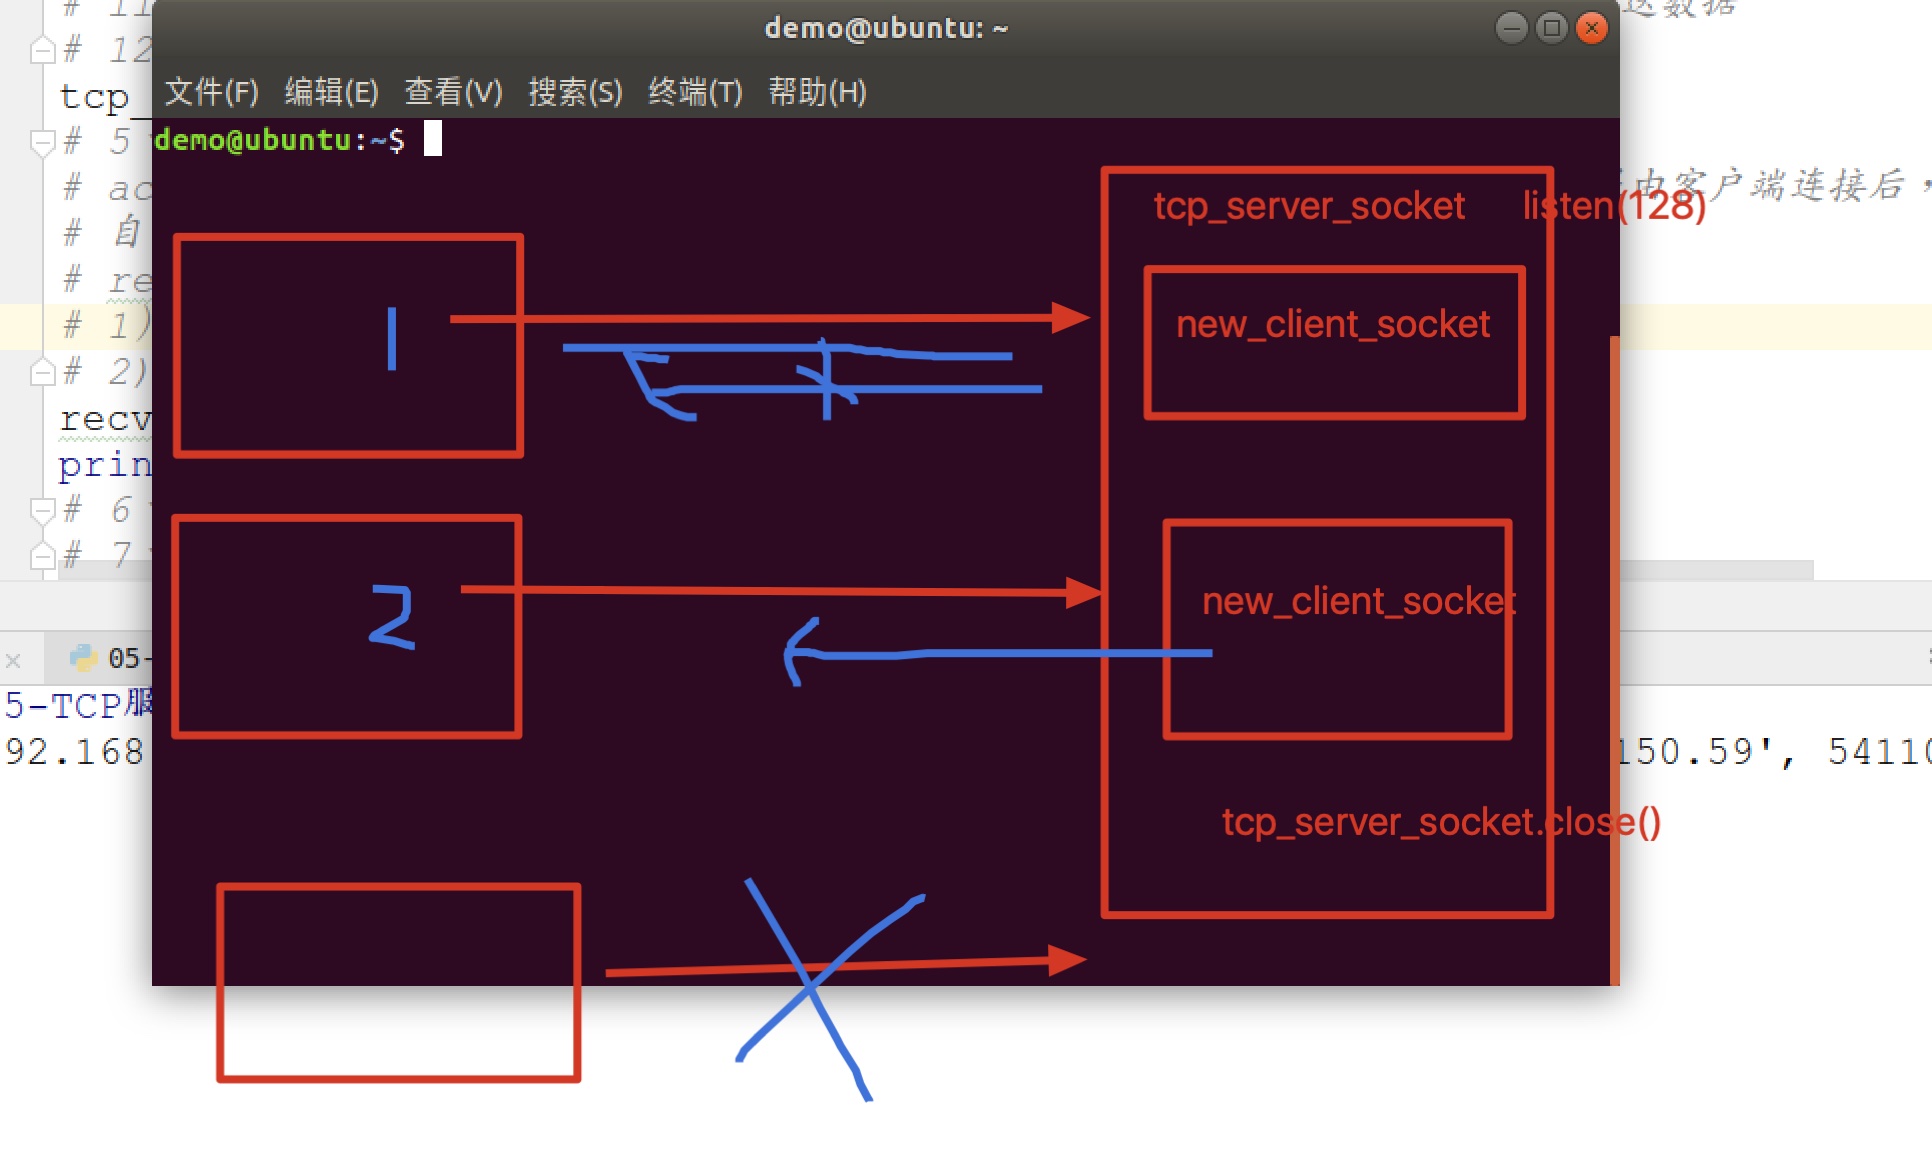 # 11
送数据
demo@ubuntu: ~
# 12
文件(F) 编辑(E) 查看(V) 搜索(S) 终端(T) 帮助(H)
tcp_
# 5
demo@ubuntu:~$
# ac
由客户端连接后，
tcp_server_socket listen(128)
# 自
# re
# 1)
1
new_client_socket
# 2)
recv
prin
# 6
# 7
2
new_client_socket
05-
5-TCP服
92.168
150.59', 54110
tcp_server_socket.close()